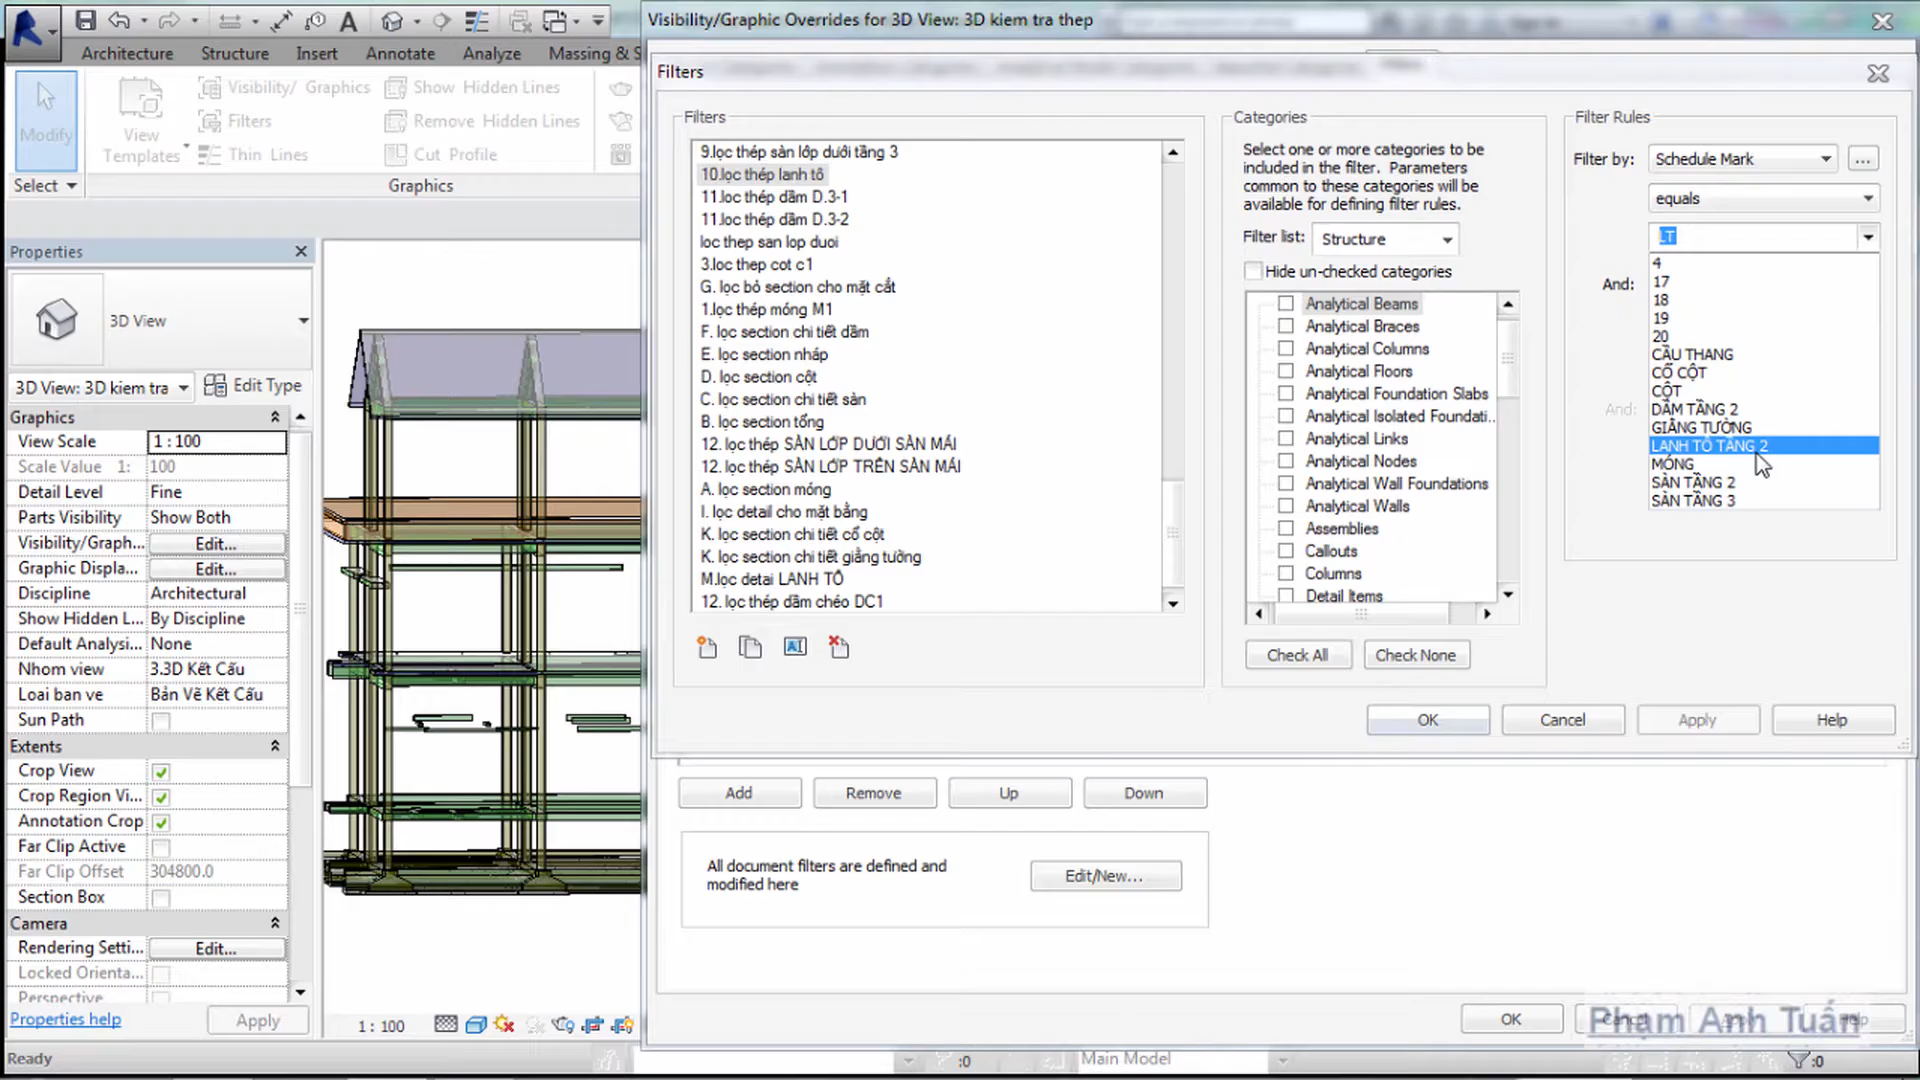 Visibility/Graphic Overrides for 3D View: 3D kiem tra thep
Architecture
Structure
Insert
Annotate
Analyze
Massing & S
Modify
View
Templates
Visibility/ Graphics
Filters
Thin Lines
Show Hidden Lines
Remove Hidden Lines
Cut Profile
Select
Graphics
Properties
3D View
3D View: 3D kiem tra
Edit Type
Graphics
View Scale
1 : 100
Scale Value 1:
100
Detail Level
Fine
Parts Visibility
Show Both
Visibility/Graph...
Edit...
Graphic Displa...
Edit...
Discipline
Architectural
Show Hidden L...
By Discipline
Default Analysi...
None
Nhom view
3.3D Kết Cấu
Loai ban ve
Bản Vẽ Kết Cấu
Sun Path
Extents
Crop View
Crop Region Vi...
Annotation Crop
Far Clip Active
Far Clip Offset
304800.0
Section Box
Camera
Rendering Setti...
Edit...
Locked Orienta...
Perspective
Properties help
Apply
Ready
1 : 100
Filters
Filters
9.lọc thép sàn lớp dưới tầng 3
10.lọc thép lanh tô
11.lọc thép dầm D.3-1
11.lọc thép dầm D.3-2
loc thep san lop duoi
3.loc thep cot c1
G. lọc bỏ section cho mặt cắt
1.lọc thép móng M1
F. lọc section chi tiết dầm
E. lọc section nháp
D. lọc section cột
C. lọc section chi tiết sàn
B. lọc section tổng
12. lọc thép SÀN LỚP DƯỚI SÀN MÁI
12. lọc thép SÀN LỚP TRÊN SÀN MÁI
A. lọc section móng
I. lọc detail cho mặt bằng
K. lọc section chi tiết cổ cột
K. lọc section chi tiết giằng tường
M.lọc detai LANH TÔ
12. lọc thép dầm chéo DC1
Categories
Select one or more categories to be
included in the filter. Parameters
common to these categories will be
available for defining filter rules.
Filter list:
Structure
Hide un-checked categories
Analytical Beams
Analytical Braces
Analytical Columns
Analytical Floors
Analytical Foundation Slabs
Analytical Isolated Foundati..
Analytical Links
Analytical Nodes
Analytical Wall Foundations
Analytical Walls
Assemblies
Callouts
Columns
Detail Items
Check All
Check None
Filter Rules
Filter by:
Schedule Mark
...
equals
LT
And:
4
17
18
19
20
CẦU THANG
CỔ CỘT
CỘT
And:
DẦM TẦNG 2
GIẰNG TƯỜNG
LANH TÔ TẦNG 2
MÓNG
SÀN TẦNG 2
SÀN TẦNG 3
OK
Cancel
Apply
Help
Add
Remove
Up
Down
All document filters are defined and
modified here
Edit/New...
OK
Phạm Anh Tuấn
:0
Main Model
:0